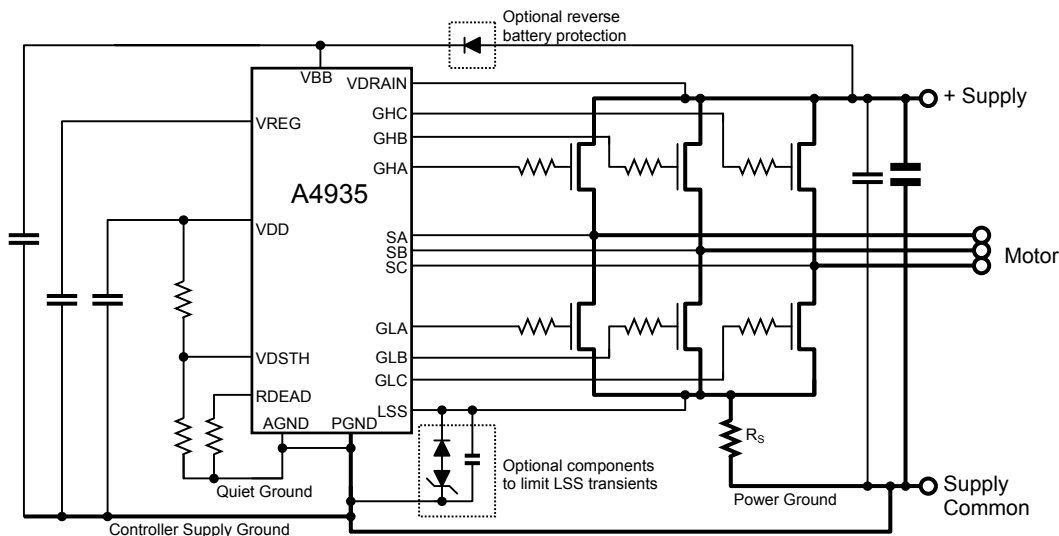 Optional reverse
battery protection
VBB
VDRAIN
+ Supply
GHC
VREG
GHB
GHA
A4935
VDD
SA
SB
SC
Motor
GLA
GLB
VDSTH
GLC
RDEAD
LSS
AGND
PGND
RS
Optional components
to limit LSS transients
Quiet Ground
Power Ground
Supply
Common
Controller Supply Ground